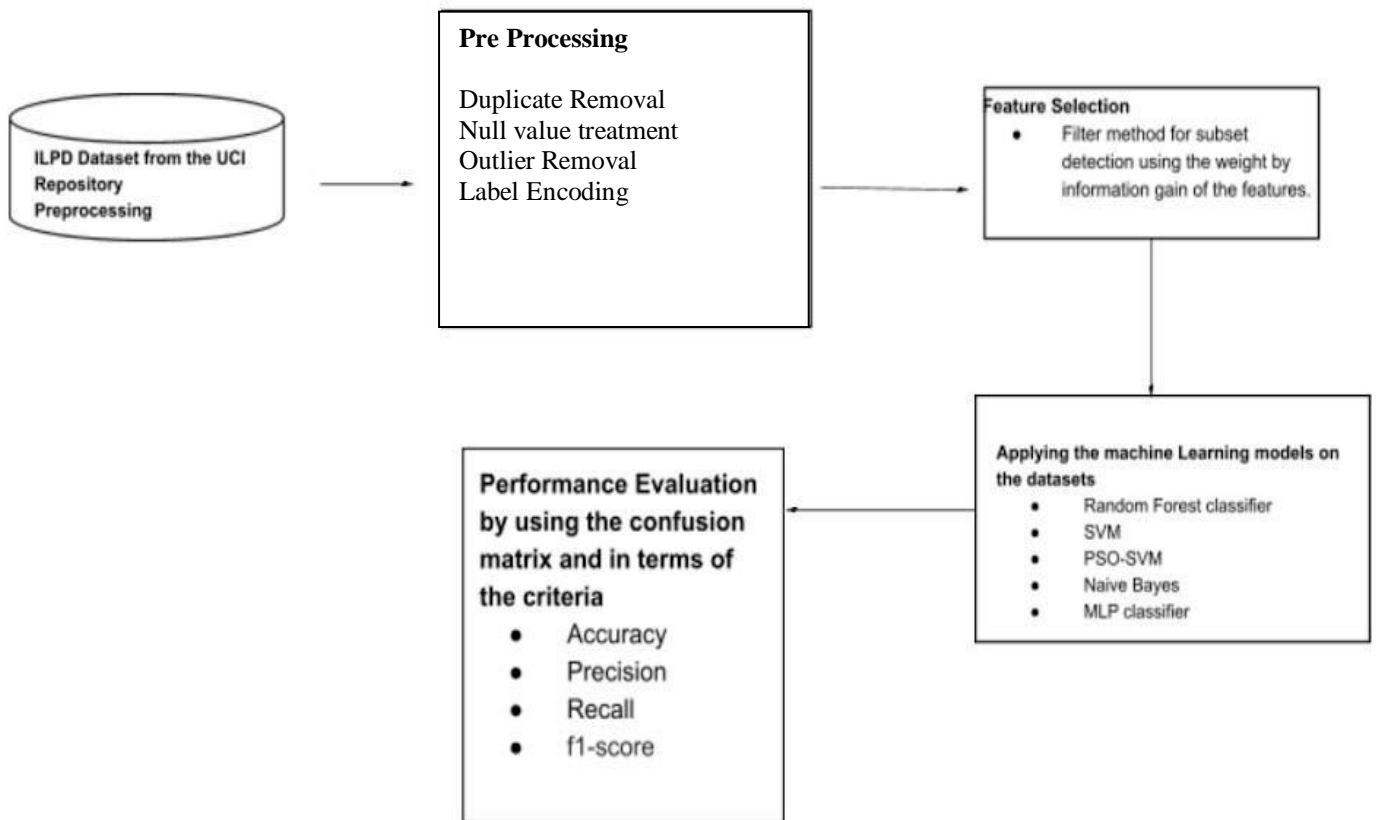 ILPD Dataset from the UCI
Repository
Preprocessing
Pre Processing
Duplicate Removal
Null value treatment
Outlier Removal
Label Encoding
Feature Selection
● Filter method for subset
detection using the weight by
information gain of the features.
Applying the machine Learning models on
the datasets
● Random Forest classifier
● SVM
● PSO-SVM
● Naive Bayes
● MLP classifier
Performance Evaluation
by using the confusion
matrix and in terms of
the criteria
● Accuracy
● Precision
● Recall
● f1-score